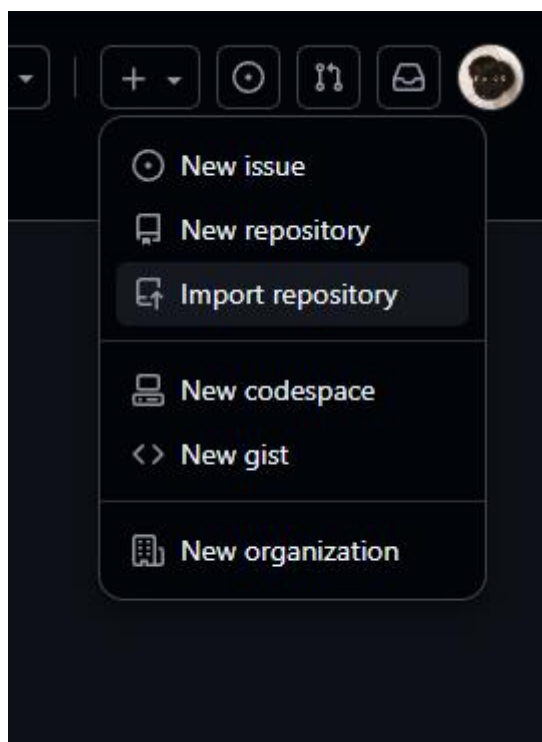 New issue
New repository
Import repository
New codespace
New gist
New organization